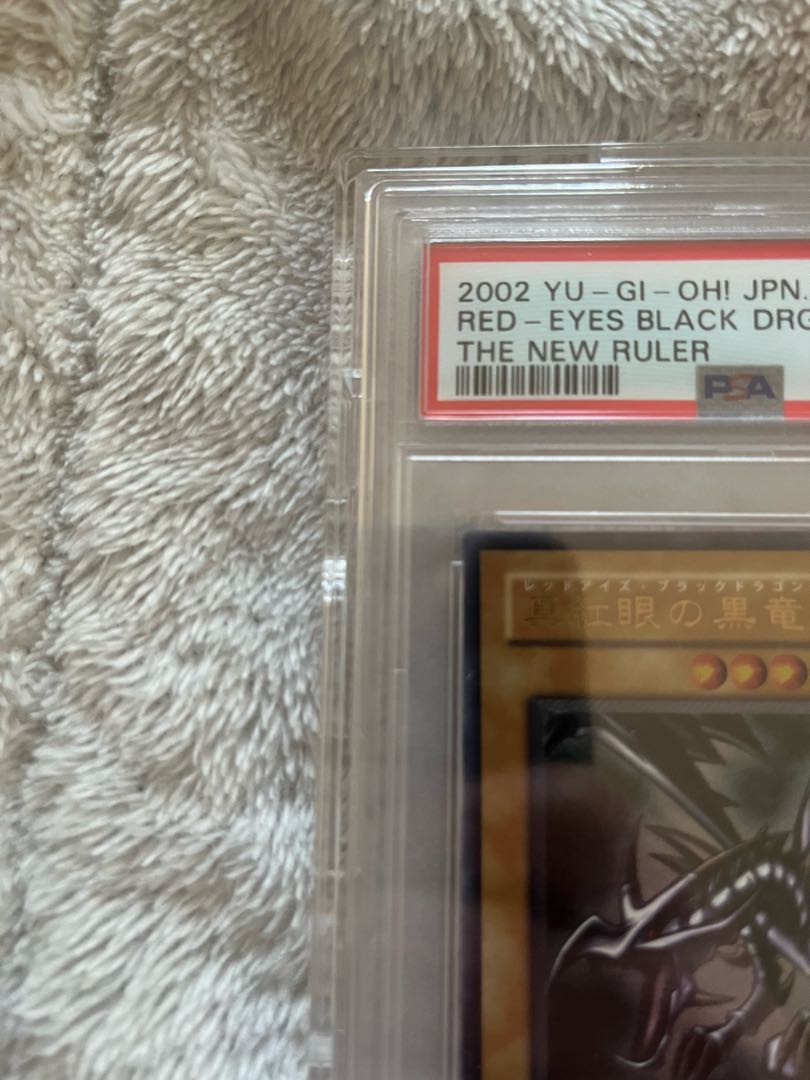 2002 YU-GI-OH! JPN.
RED-EYES BLACK DRG
THE NEW RULER
PSA
レッドアイズ・ブラックドラゴン
真紅眼の黒竜